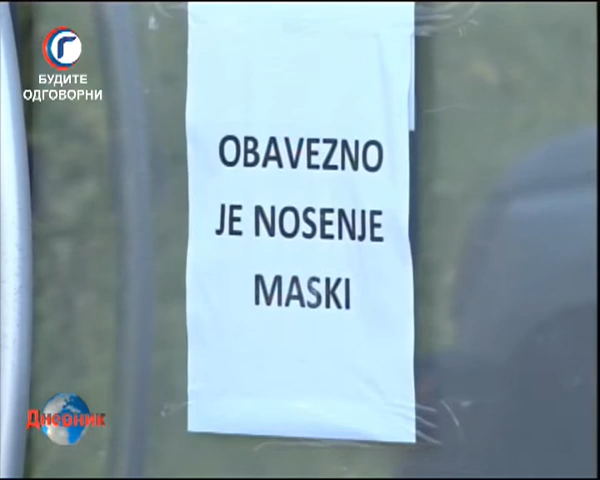 БУДИТЕ
ОДГОВОРНИ
OBAVEZNO
JE NOSENJE
MASKI
Дневник